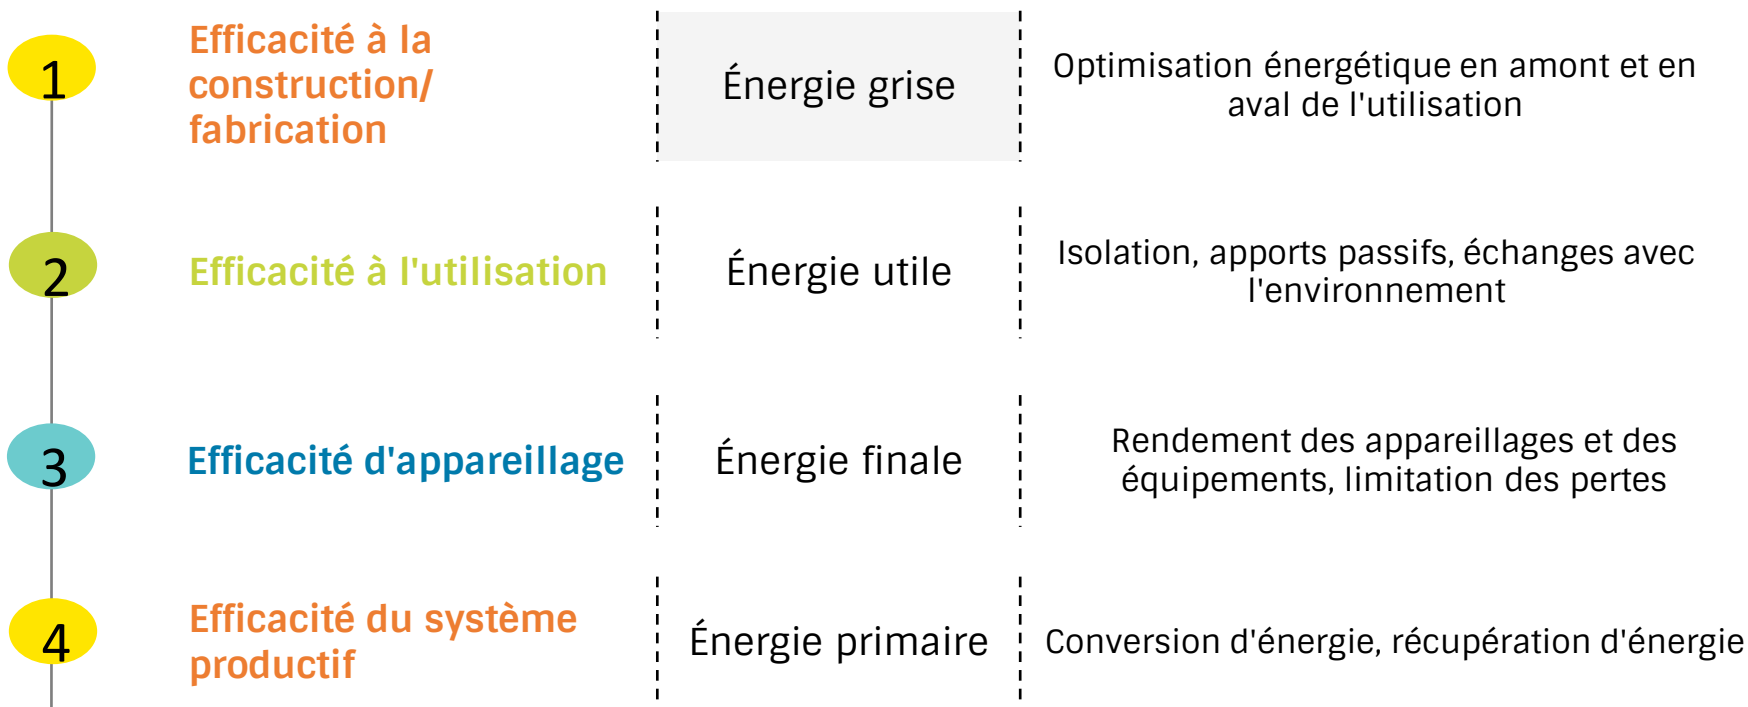 1
Efficacité à la
construction/
fabrication
Énergie grise
Optimisation énergétique en amont et en
aval de l'utilisation
2
Efficacité à l'utilisation
Énergie utile
Isolation, apports passifs, échanges avec
l'environnement
3
Efficacité d'appareillage
Énergie finale
Rendement des appareillages et des
équipements, limitation des pertes
4
Efficacité du système
productif
Énergie primaire
Conversion d'énergie, récupération d'énergie